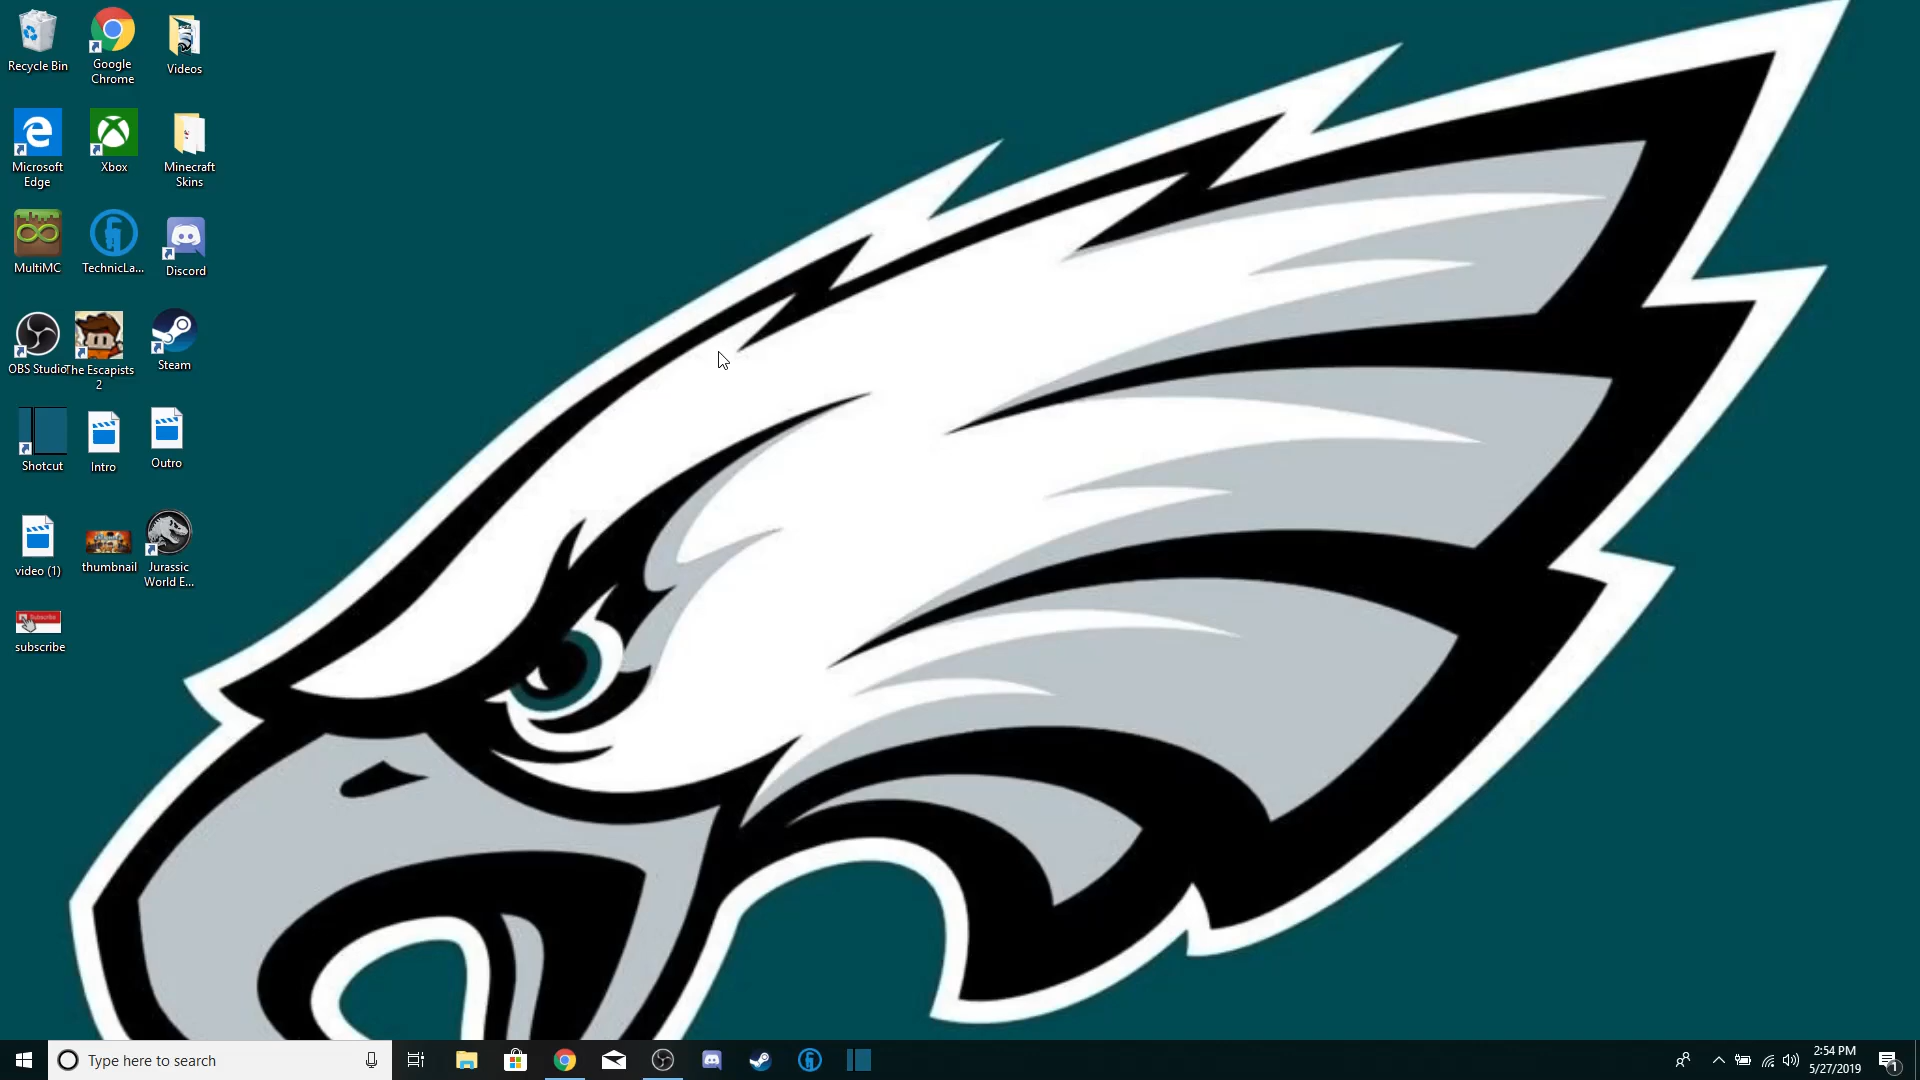 Recycle Bin
Google
Chrome
Videos
Microsoft
Edge
Xbox
Minecraft
Skins
MultiMC
TechnicLa...
Discord
OBS Studio
The Escapists
2
Steam
Shotcut
Intro
Outro
video (1)
thumbnail
Jurassic
World E...
Subscribe
subscribe
Type here to search
2:54 PM
5/27/2019
1